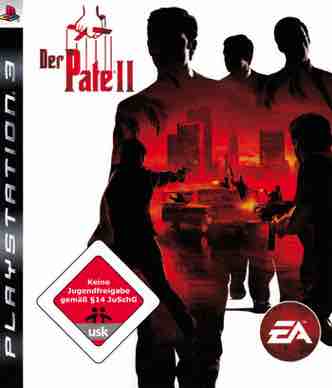 PLAYSTATION 3
Der
Pate II
Keine
Jugendfreigabe
gemäß §14 JuSchG
usk
EA